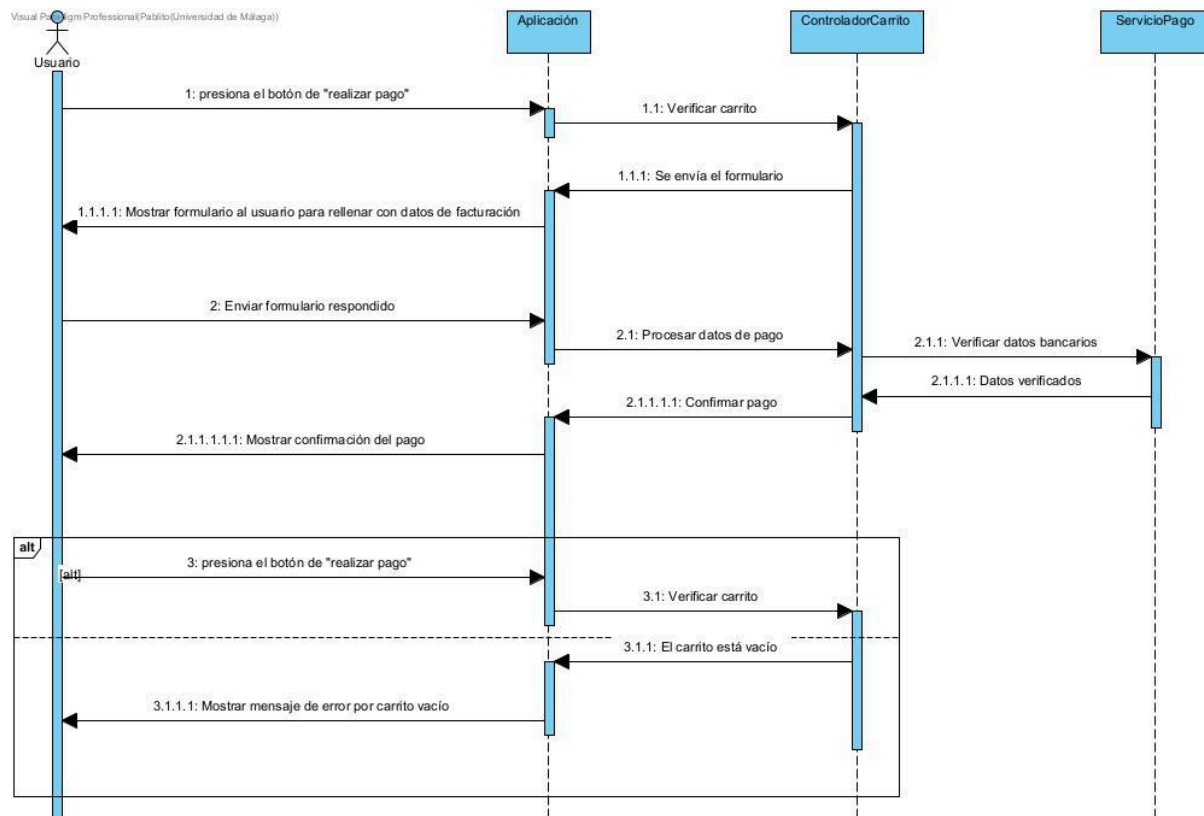 Visual Paradigm Professional(Pablito(Universidad de Málaga))
Usuario
Aplicación
ControladorCarrito
ServicioPago
1: presiona el botón de "realizar pago"
1.1: Verificar carrito
1.1.1: Se envía el formulario
1.1.1.1: Mostrar formulario al usuario para rellenar con datos de facturación
2: Enviar formulario respondido
2.1: Procesar datos de pago
2.1.1: Verificar datos bancarios
2.1.1.1: Datos verificados
2.1.1.1.1: Confirmar pago
2.1.1.1.1.1: Mostrar confirmación del pago
alt
3: presiona el botón de "realizar pago"
[alt]
3.1: Verificar carrito
3.1.1: El carrito está vacío
3.1.1.1: Mostrar mensaje de error por carrito vacío